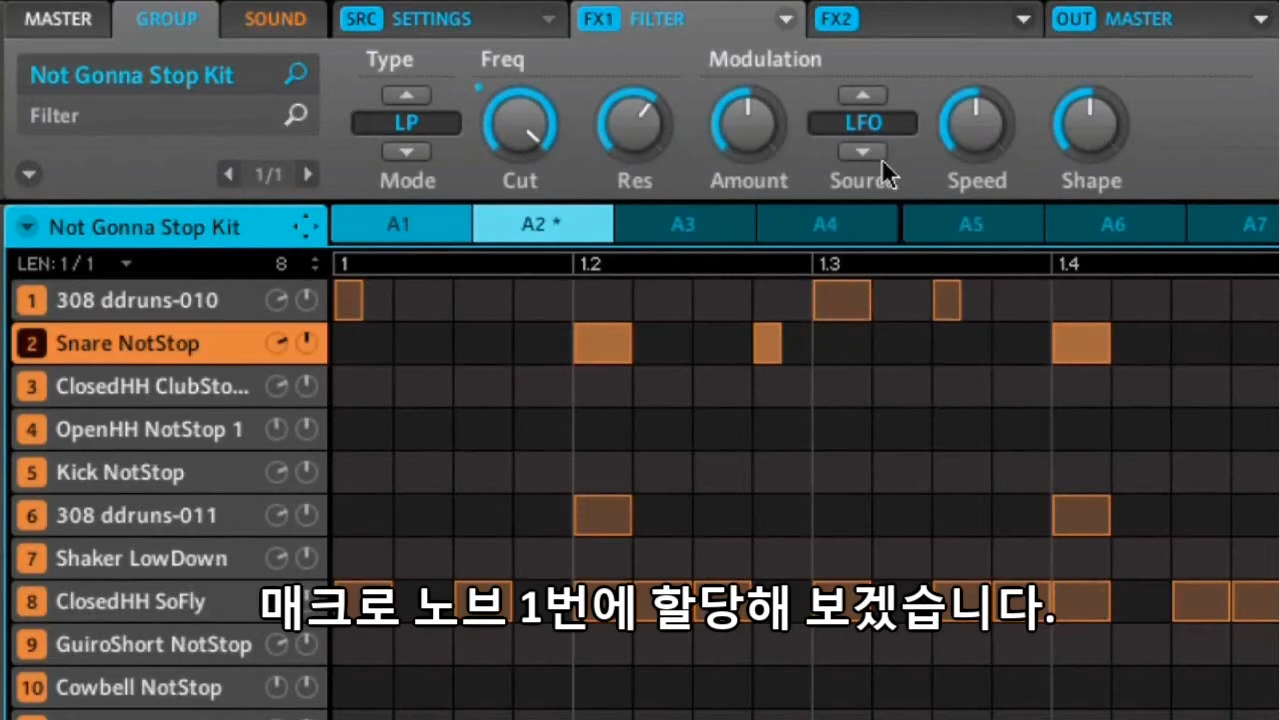 MASTER GROUP SOUND SRC SETTINGS FX1 FILTER FX2 OUT MASTER
Type Freq Modulation
Not Gonna Stop Kit
Filter LP LFO
1/1 Mode Cut Res Amount Source Speed Shape
Not Gonna Stop Kit A1 A2 * A3 A4 A5 A6 A7
LEN: 1 / 1 8 1 1.2 1.3 1.4
1 308 ddruns-010
2 Snare NotStop
3 ClosedHH ClubSto...
4 OpenHH NotStop 1
5 Kick NotStop
6 308 ddruns-011
7 Shaker LowDown
8 ClosedHH SoFly
매크로 노브 1번에 할당해 보겠습니다.
9 GuiroShort NotStop
10 Cowbell NotStop